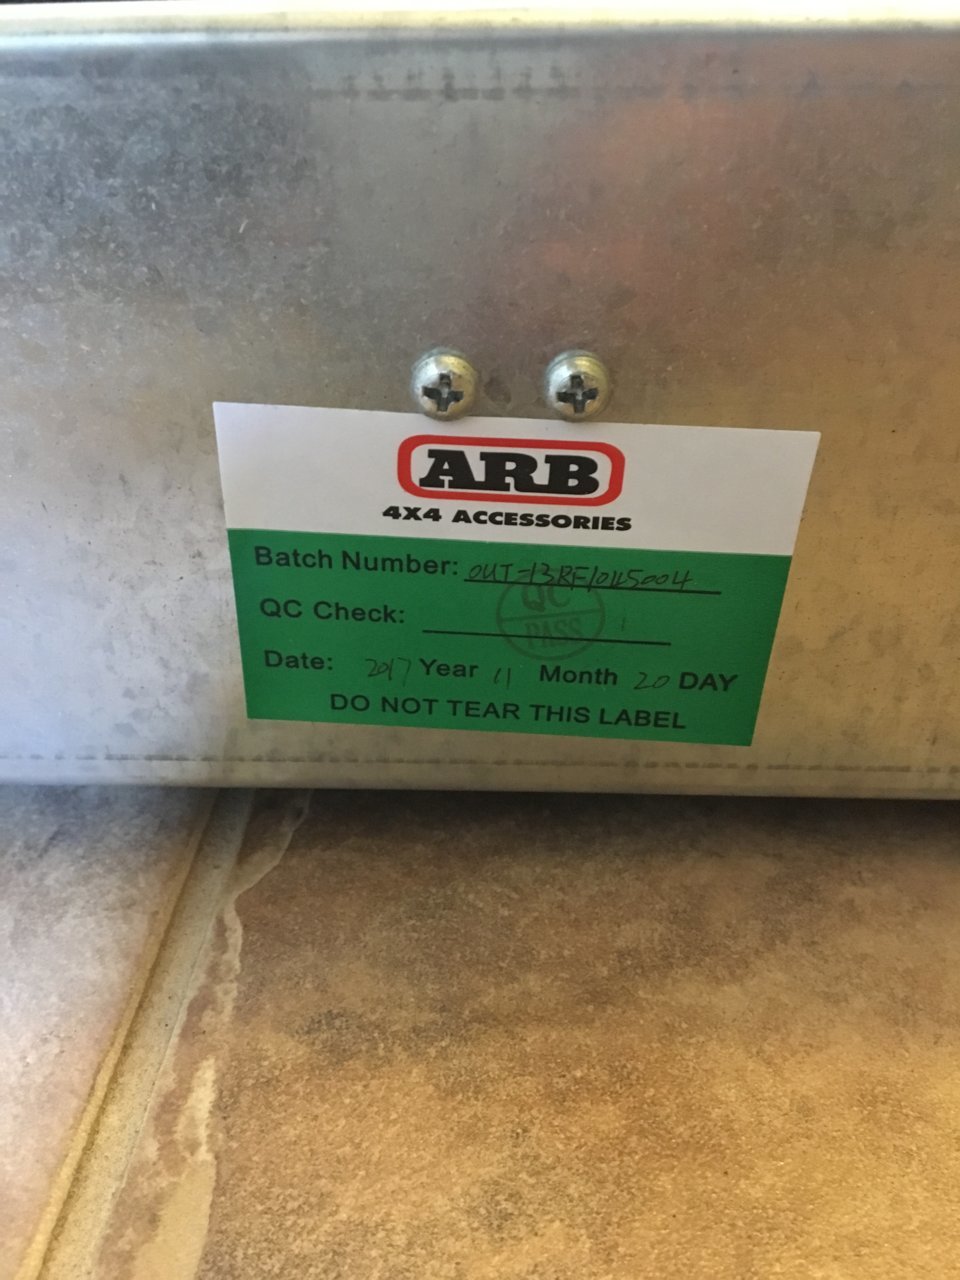 ARB
4X4 ACCESSORIES
Batch Number: OUT-13RF1045004
QC Check: QC PASS
Date: 2017 Year 11 Month 20 DAY
DO NOT TEAR THIS LABEL